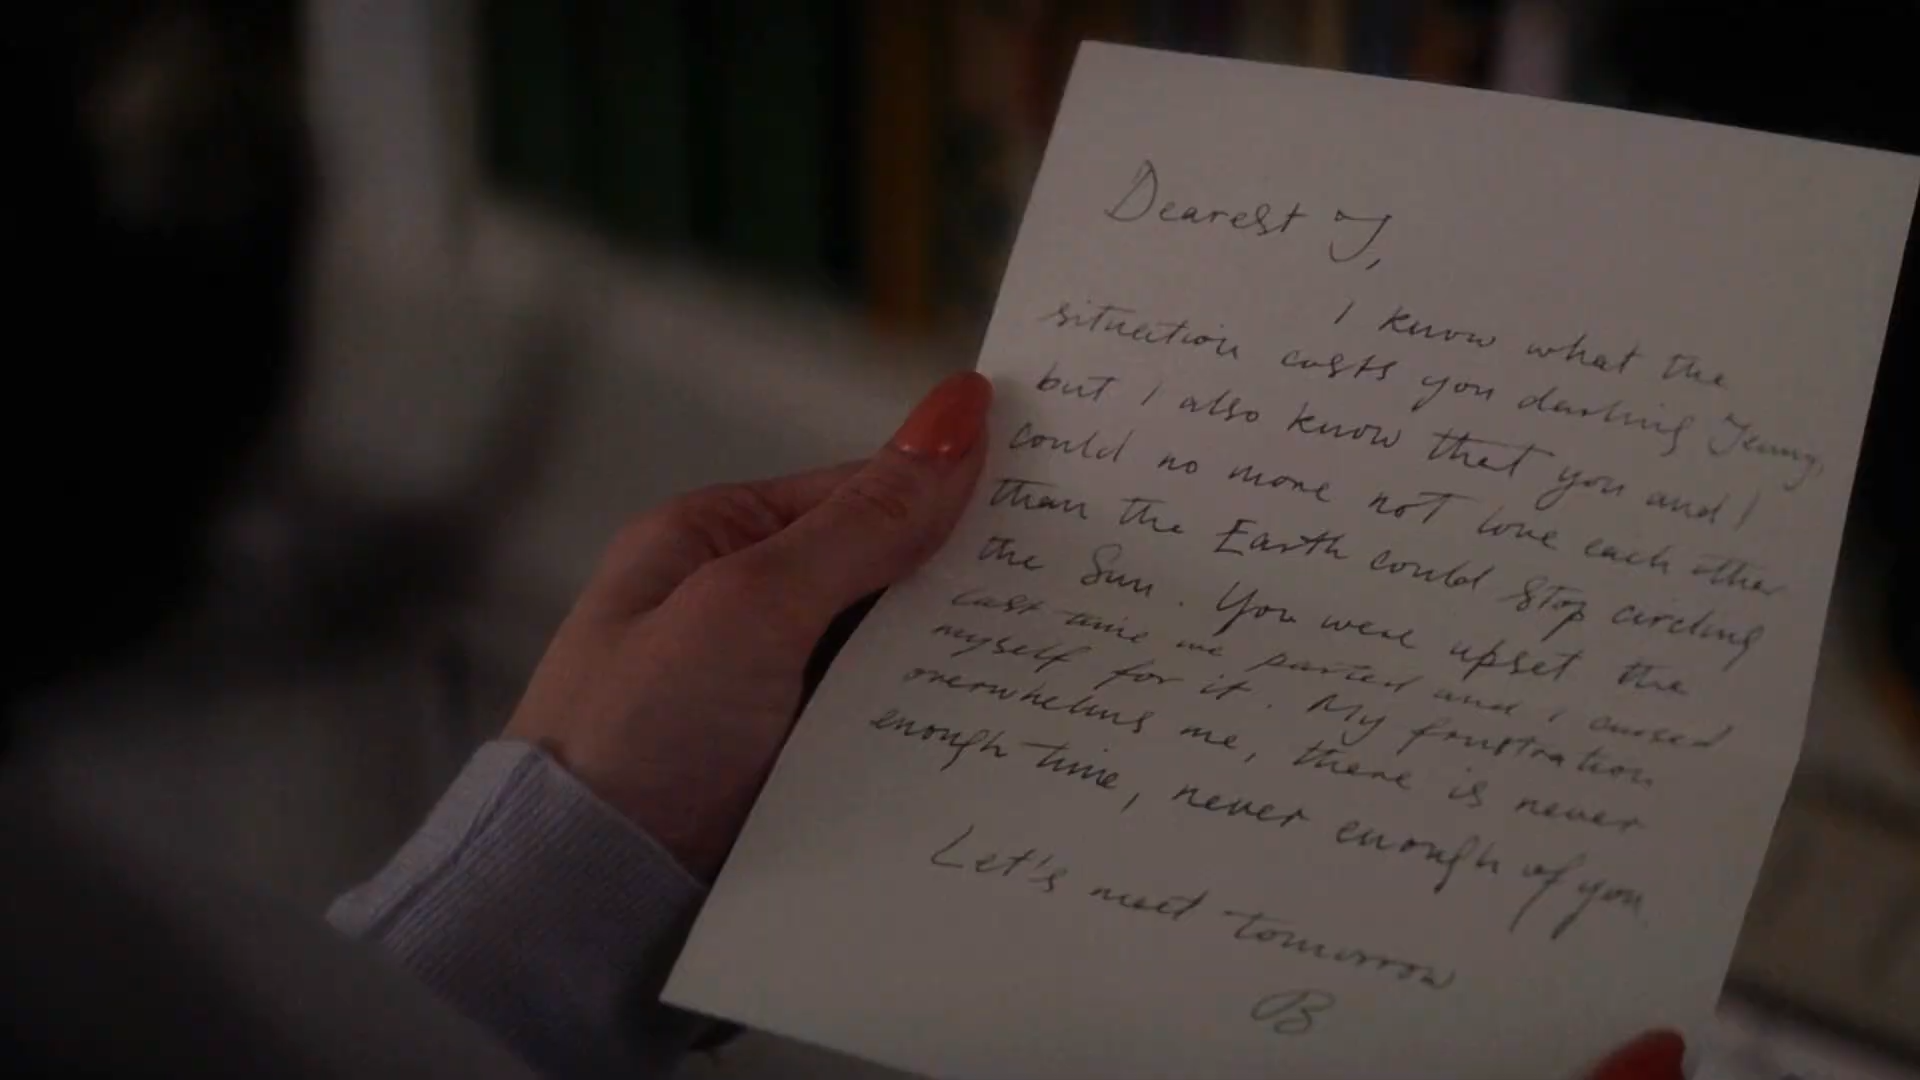 Dearest J,
I know what the
situation costs you darling Jenny,
but I also know that you and I
could no more not love each other
than the Earth could stop circling
the Sun. You were upset the
last time we parted and I cursed
myself for it. My frustration
overwhelms me, there is never
enough time, never enough of you
Let's meet tomorrow
B